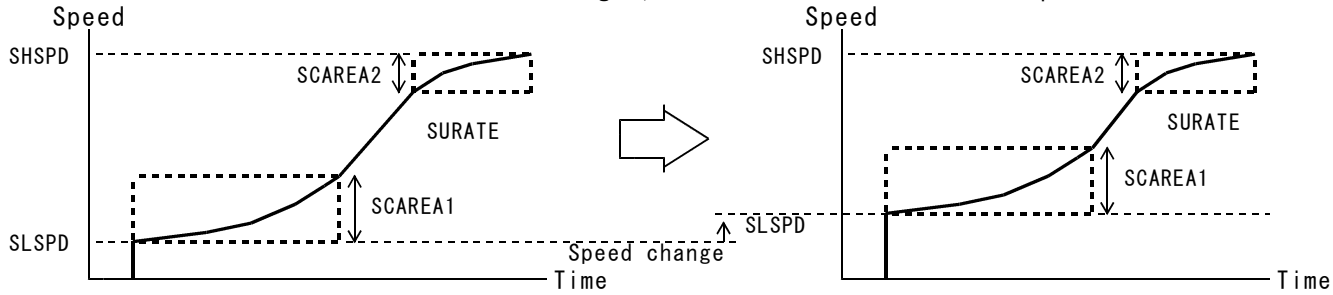 Speed
SHSPD
SCAREA2
SURATE
SCAREA1
SLSPD
Speed change
Time
Speed
SHSPD
SCAREA2
SURATE
SCAREA1
SLSPD
Time